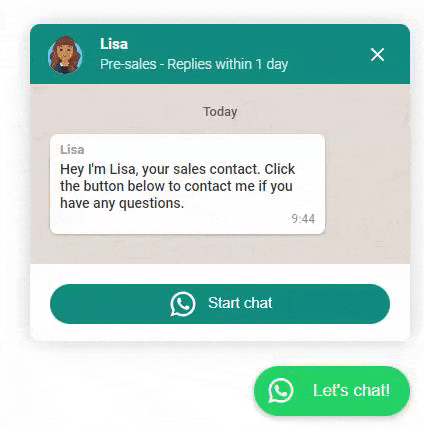 Lisa
Pre-sales - Replies within 1 day
Today
Lisa
Hey I'm Lisa, your sales contact. Click
the button below to contact me if you
have any questions.
9:44
Start chat
Let's chat!